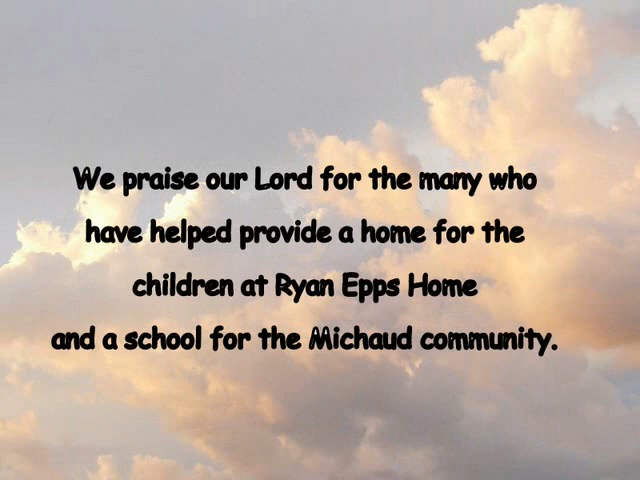 We praise our Lord for the many who
have helped provide a home for the
children at Ryan Epps Home
and a school for the Michaud community.